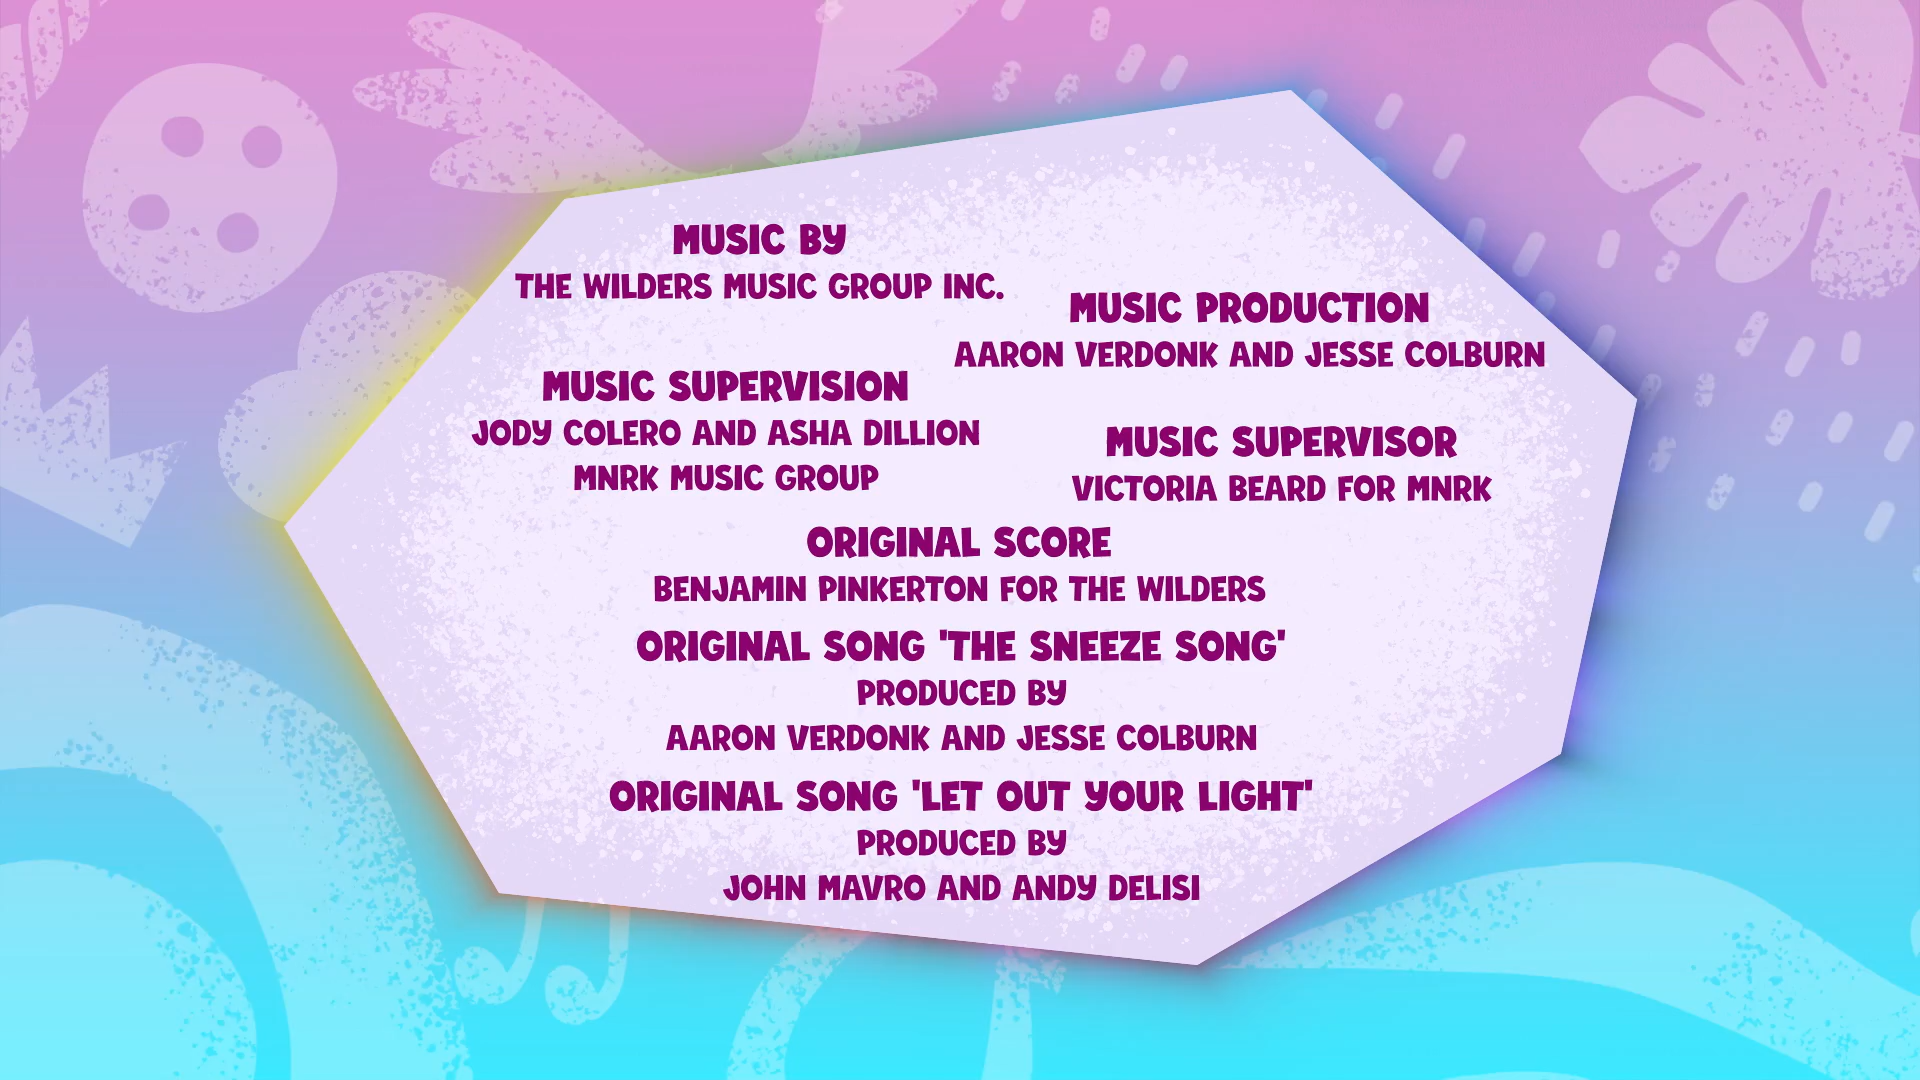 MUSIC BY
THE WILDERS MUSIC GROUP INC.
MUSIC PRODUCTION
AARON VERDONK AND JESSE COLBURN
MUSIC SUPERVISION
JODY COLERO AND ASHA DILLION
MNRK MUSIC GROUP
MUSIC SUPERVISOR
VICTORIA BEARD FOR MNRK
ORIGINAL SCORE
BENJAMIN PINKERTON FOR THE WILDERS
ORIGINAL SONG 'THE SNEEZE SONG'
PRODUCED BY
AARON VERDONK AND JESSE COLBURN
ORIGINAL SONG 'LET OUT YOUR LIGHT'
PRODUCED BY
JOHN MAVRO AND ANDY DELISI